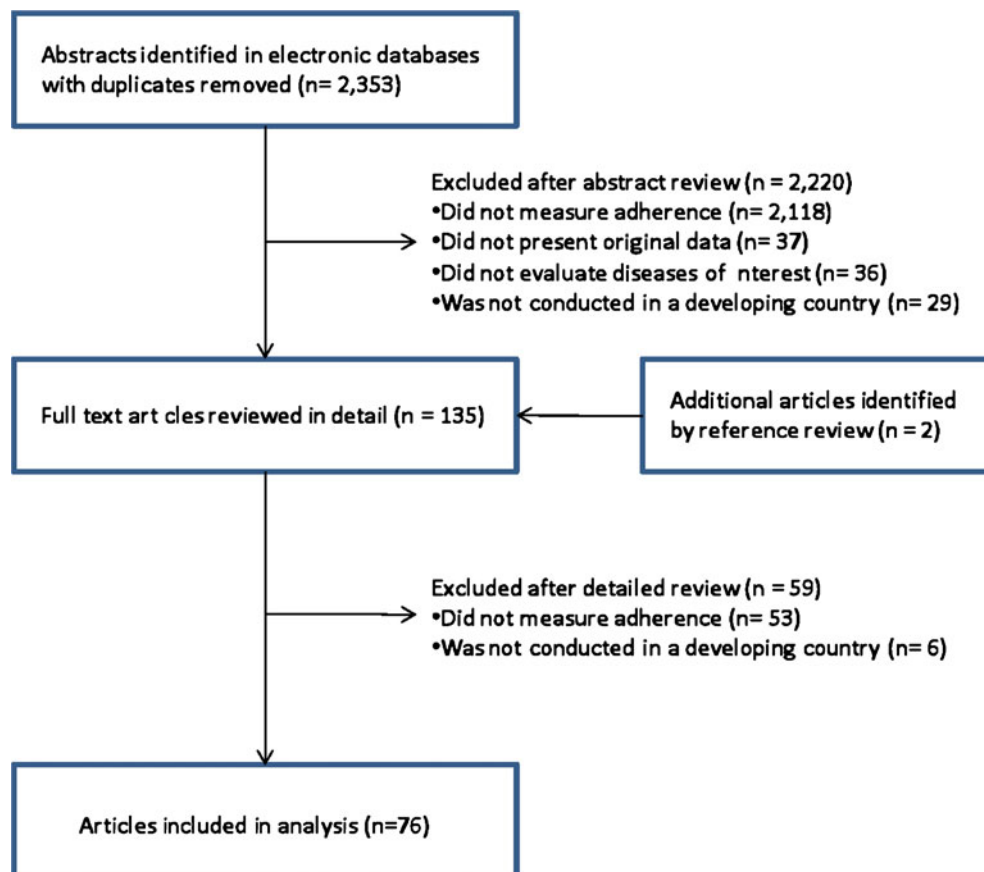 Abstracts identified in electronic databases
with duplicates removed (n= 2,353)
Excluded after abstract review (n = 2,220)
•Did not measure adherence (n= 2,118)
•Did not present original data (n= 37)
•Did not evaluate diseases of nterest (n= 36)
•Was not conducted in a developing country (n= 29)
Full text art cles reviewed in detail (n = 135)
Additional articles identified
by reference review (n = 2)
Excluded after detailed review (n = 59)
•Did not measure adherence (n= 53)
•Was not conducted in a developing country (n= 6)
Articles included in analysis (n=76)